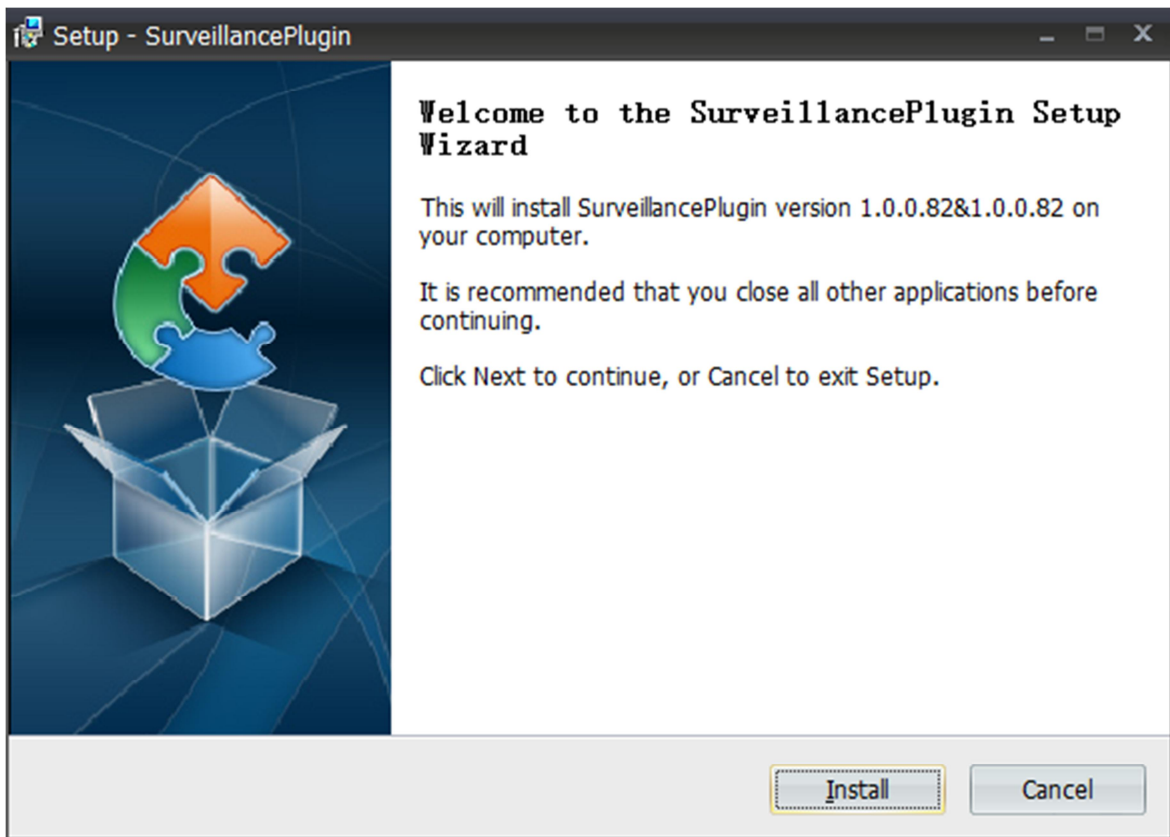 Setup - SurveillancePlugin
Welcome to the SurveillancePlugin Setup
Wizard
This will install SurveillancePlugin version 1.0.0.82&1.0.0.82 on
your computer.
It is recommended that you close all other applications before
continuing.
Click Next to continue, or Cancel to exit Setup.
Install
Cancel